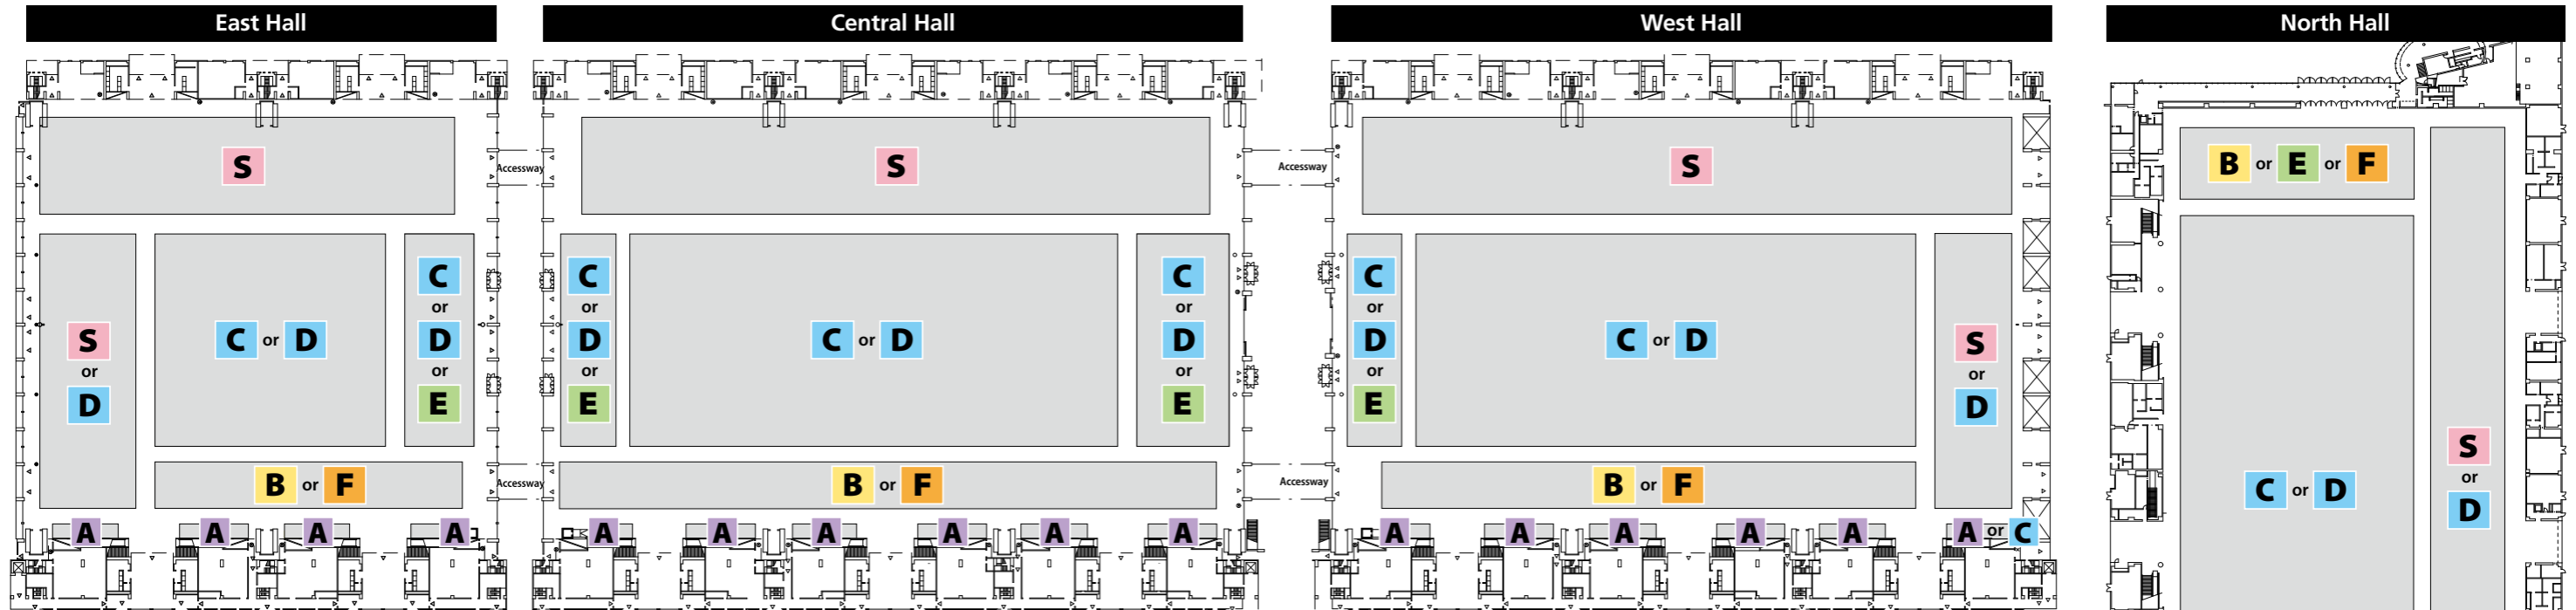 East Hall
Central Hall
West Hall
North Hall
S
Accessway
S
Accessway
S
B or E or F
S
or
D
C or D
C
or
D
or
E
C
or
D
or
E
C or D
C
or
D
or
E
C
or
D
or
E
C or D
S
or
D
C or D
S
or
D
B or F
Accessway
B or F
Accessway
B or F
A A A A
A A A A A A
A A A A A A or C